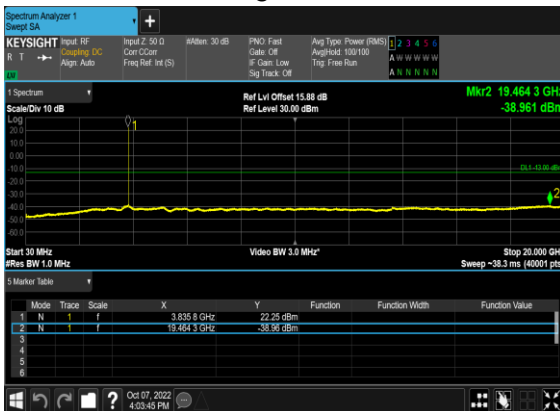 Spectrum Analyzer 1
Swept SA
KEYSIGHT Input: RF Input Z: 50 Ω #Atten: 30 dB PNO: Fast Avg Type: Power (RMS) 1 2 3 4 5 6
R T Coupling: DC Corr CCorr Gate: Off Avg|Hold: 100/100 A W W W W W
Align: Auto Freq Ref: Int (S) IF Gain: Low Trig: Free Run
LV Sig Track: Off A N N N N N
1 Spectrum Ref Lvl Offset 15.88 dB Mkr2 19.464 3 GHz
Scale/Div 10 dB Ref Level 30.00 dBm -38.961 dBm
Log
20.0
10.0
0.00
-10.0
-20.0
-30.0
-40.0
-50.0
-60.0
1
DL1 -13.00 dBm
2
Start 30 MHz Video BW 3.0 MHz* Stop 20.000 GH
#Res BW 1.0 MHz Sweep ~38.3 ms (40001 pts
5 Marker Table
Mode Trace Scale X Y Function Function Width Function Value
1 N 1 f 3.835 8 GHz 22.25 dBm
2 N 1 f 19.464 3 GHz -38.96 dBm
3
4
5
6
? Oct 07, 2022
4:03:45 PM